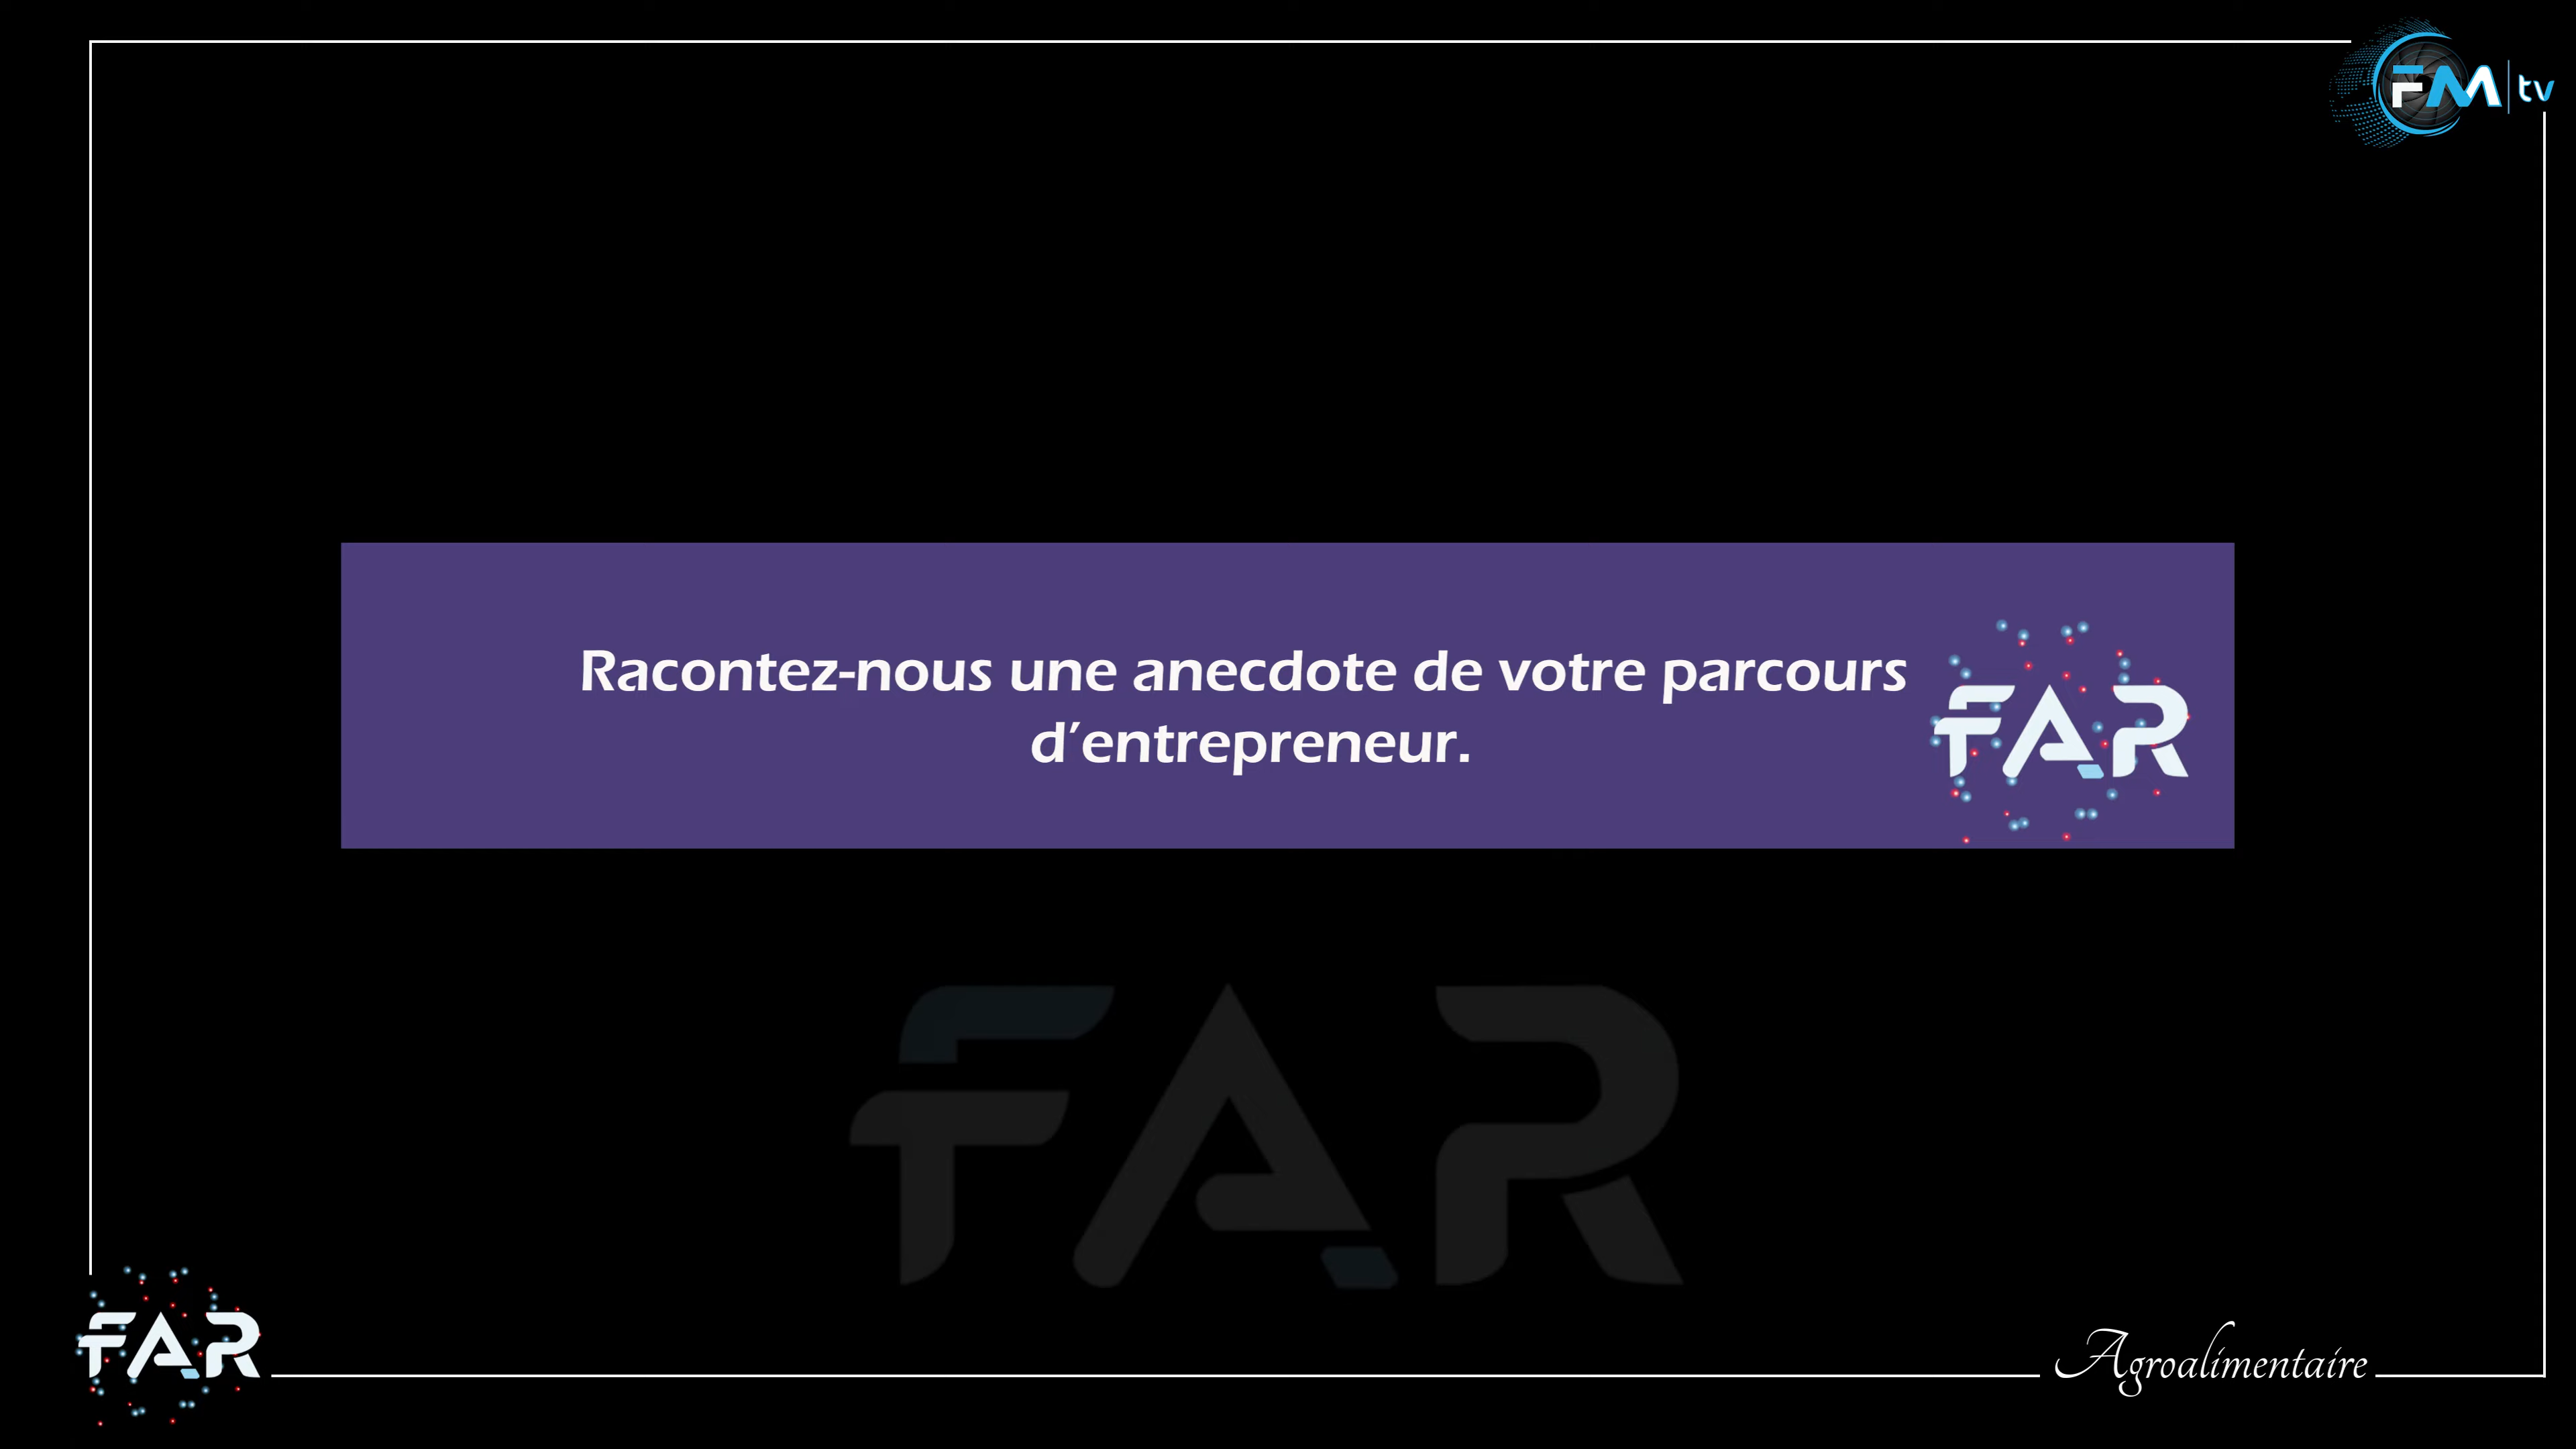 FM tv
Racontez-nous une anecdote de votre parcours
d’entrepreneur.
FAR
FAR
FAR
Agroalimentaire